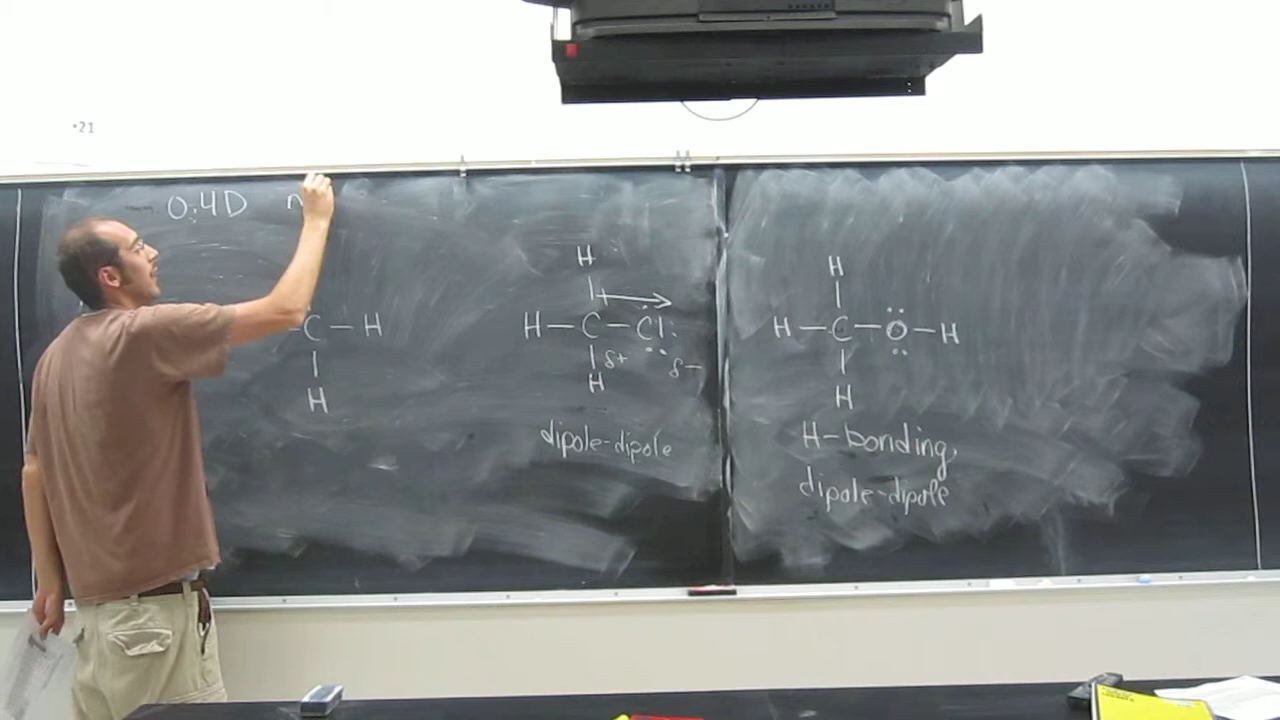 •21
0.4D n
C — H
|
H
H
|
H — C — Cl:
| δ+ δ−
H
dipole-dipole
H
|
H — C — O — H
|
H
H-bonding,
dipole-dipole